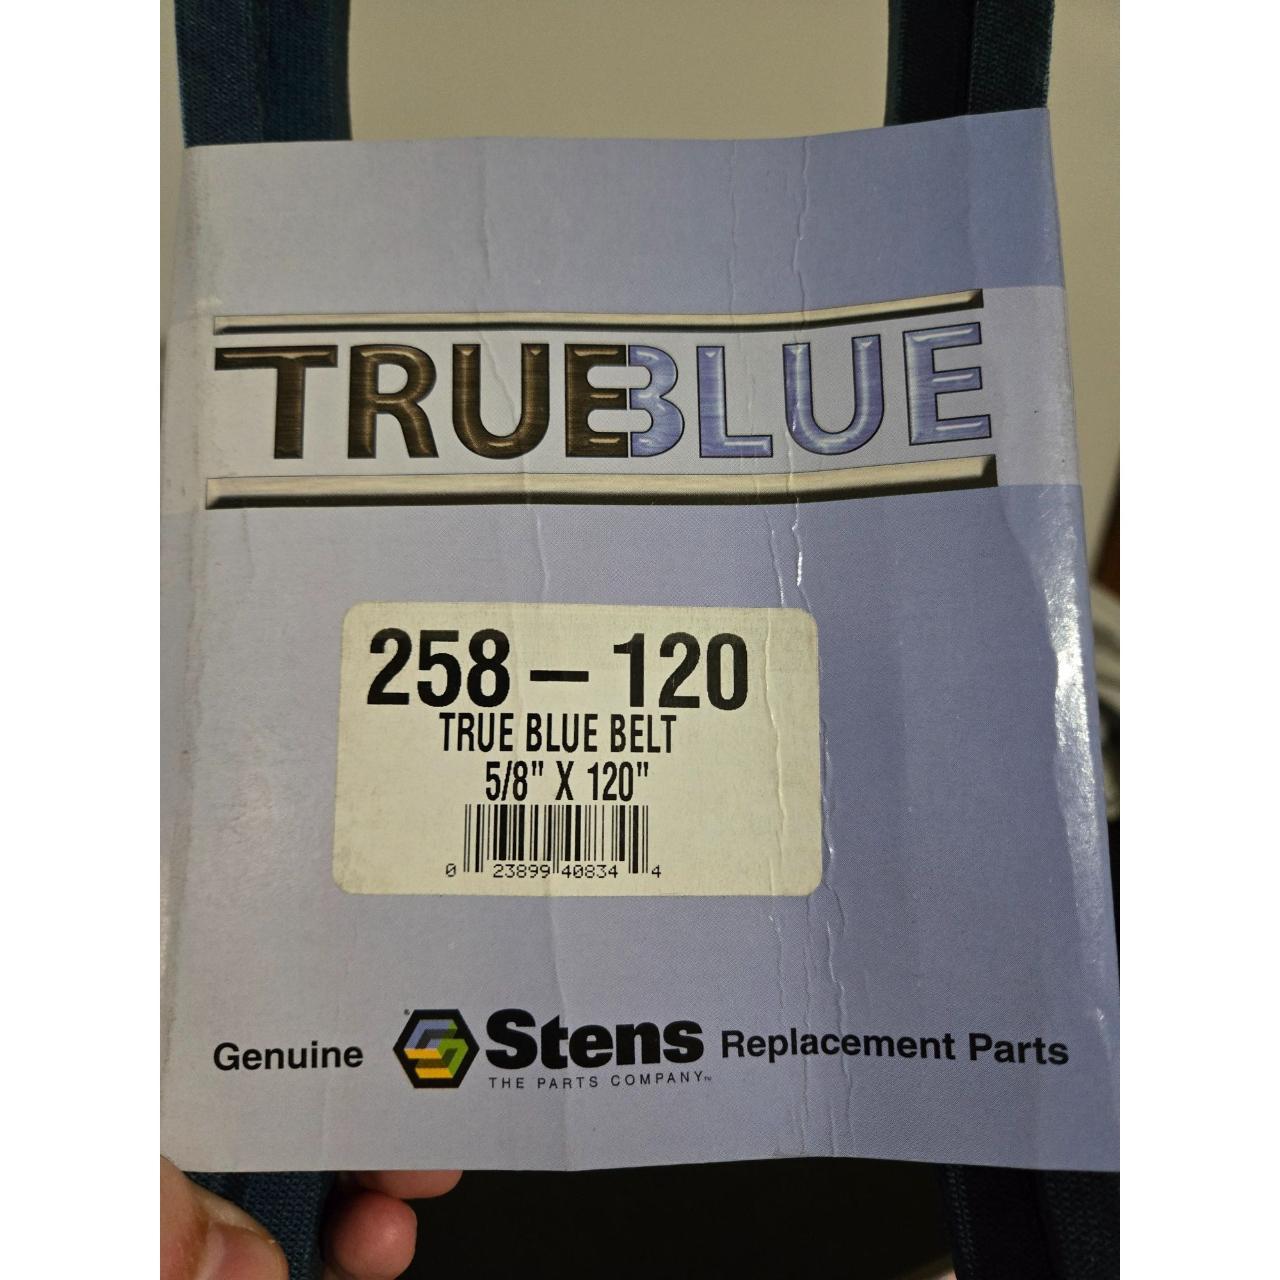 TRUEBLUE
258-120
TRUE BLUE BELT
5/8" X 120"
0 23899 40834 4
Genuine Stens Replacement Parts
THE PARTS COMPANY™